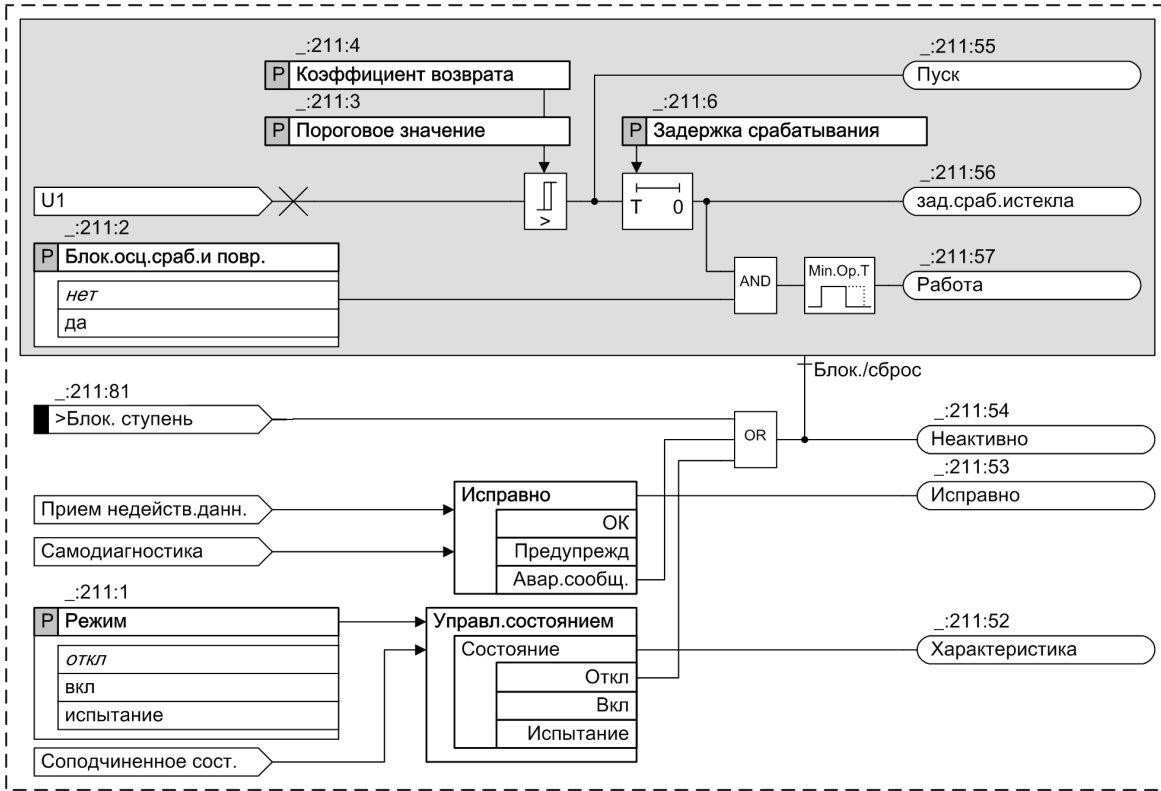 _:211:4
P Коэффициент возврата
_:211:3
P Пороговое значение
_:211:6
P Задержка срабатывания
_:211:55
Пуск
U1
>
T 0
_:211:56
зад.сраб.истекла
_:211:2
P Блок.осц.сраб.и повр.
нет
да
AND
Min.Op.T
_:211:57
Работа
Блок./сброс
_:211:81
>Блок. ступень
OR
_:211:54
Неактивно
_:211:53
Исправно
Прием недейств.данн.
Самодиагностика
Исправно
ОК
Предупрежд
Авар.сообщ.
_:211:1
P Режим
откл
вкл
испытание
Соподчиненное сост.
Управл.состоянием
Состояние
Откл
Вкл
Испытание
_:211:52
Характеристика